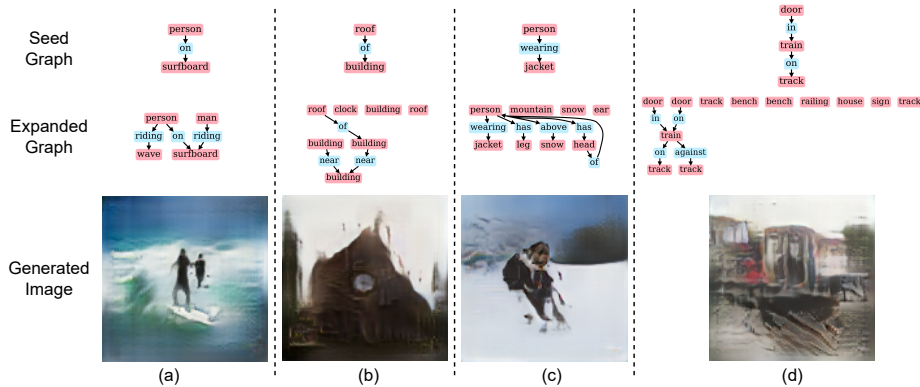 Seed
Graph
person
on
surfboard
roof
of
building
person
wearing
jacket
door
in
train
on
track
Expanded
Graph
person man
riding on riding
wave surfboard
roof clock building roof
of
building building
near near
building
person mountain snow ear
wearing has above has
jacket leg snow head
of
door door track bench bench railing house sign track
in on
train
on against
track track
Generated
Image
(a) (b) (c) (d)